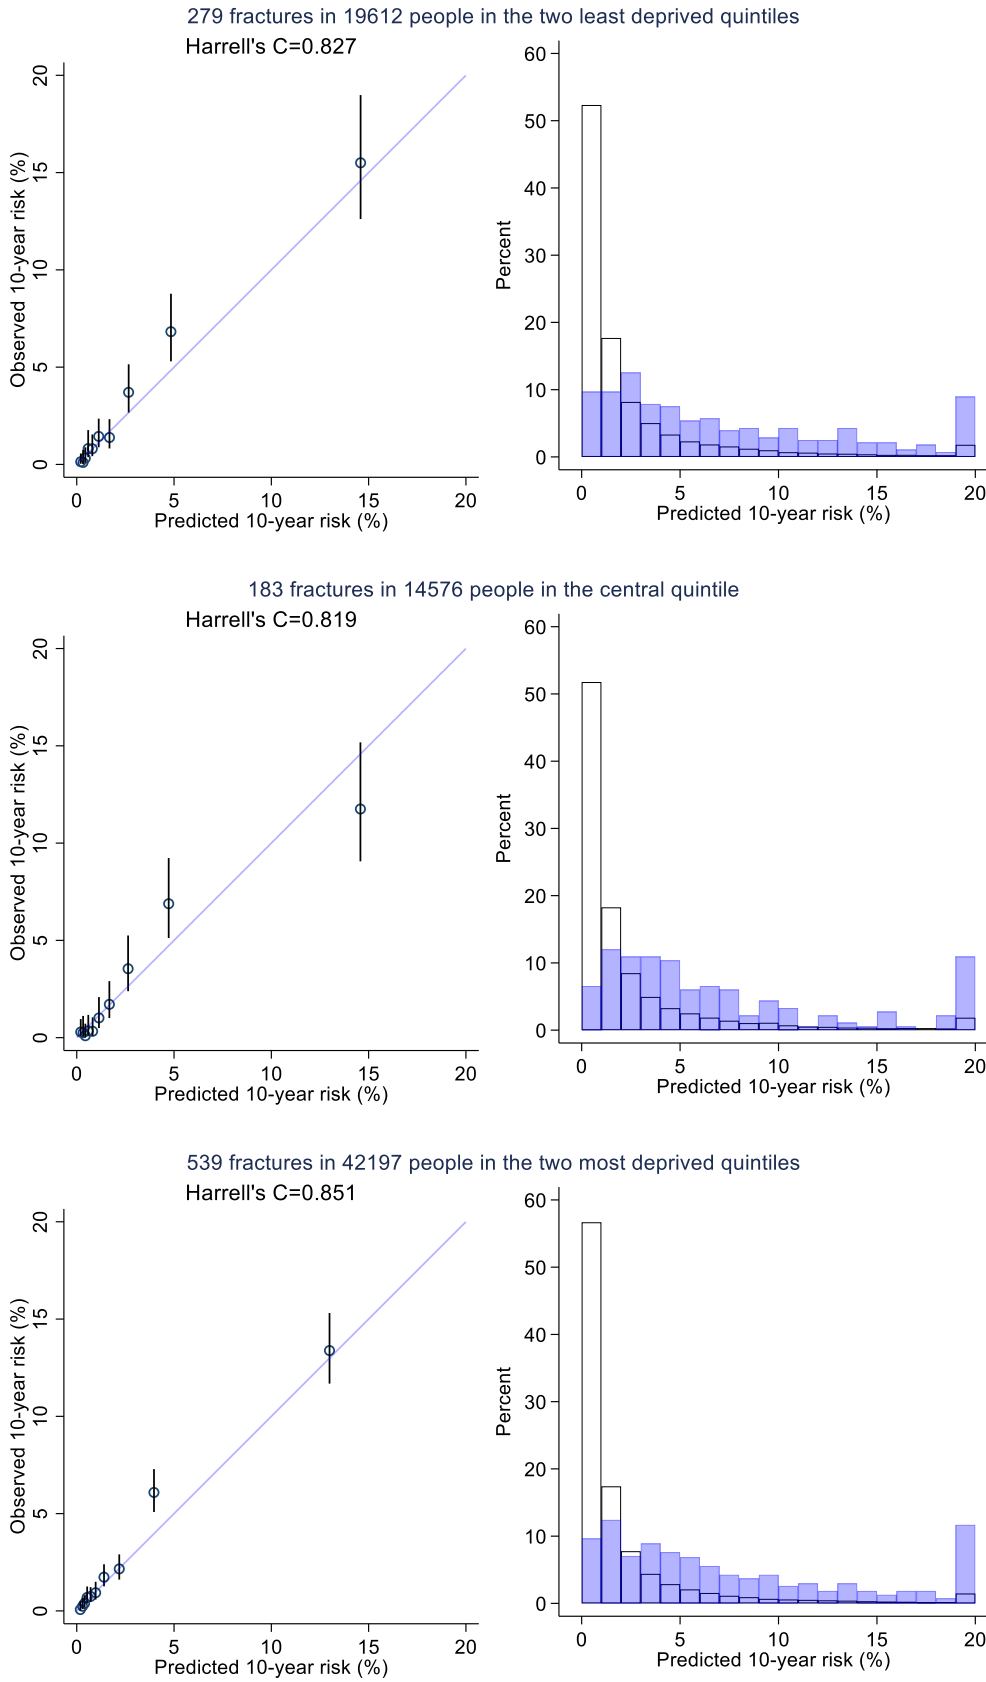 279 fractures in 19612 people in the two least deprived quintiles
Harrell's C=0.827
Observed 10-year risk (%)
20
15
10
5
0
0 5 10 15 20
Predicted 10-year risk (%)
Percent
60
50
40
30
20
10
0
0 5 10 15 20
Predicted 10-year risk (%)
183 fractures in 14576 people in the central quintile
Harrell's C=0.819
Observed 10-year risk (%)
20
15
10
5
0
0 5 10 15 20
Predicted 10-year risk (%)
Percent
60
50
40
30
20
10
0
0 5 10 15 20
Predicted 10-year risk (%)
539 fractures in 42197 people in the two most deprived quintiles
Harrell's C=0.851
Observed 10-year risk (%)
20
15
10
5
0
0 5 10 15 20
Predicted 10-year risk (%)
Percent
60
50
40
30
20
10
0
0 5 10 15 20
Predicted 10-year risk (%)